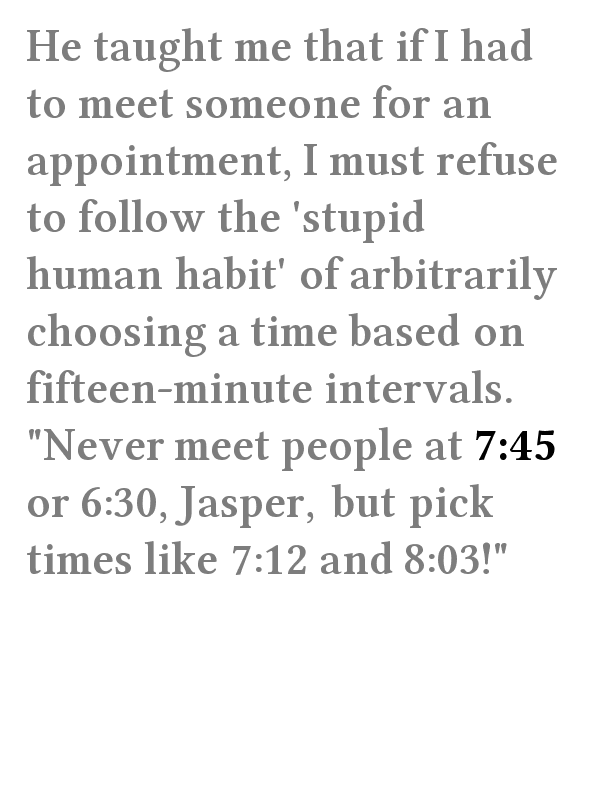 He taught me that if I had
to meet someone for an
appointment, I must refuse
to follow the 'stupid
human habit' of arbitrarily
choosing a time based on
fifteen-minute intervals.
"Never meet people at 7:45
or 6:30, Jasper, but pick
times like 7:12 and 8:03!"